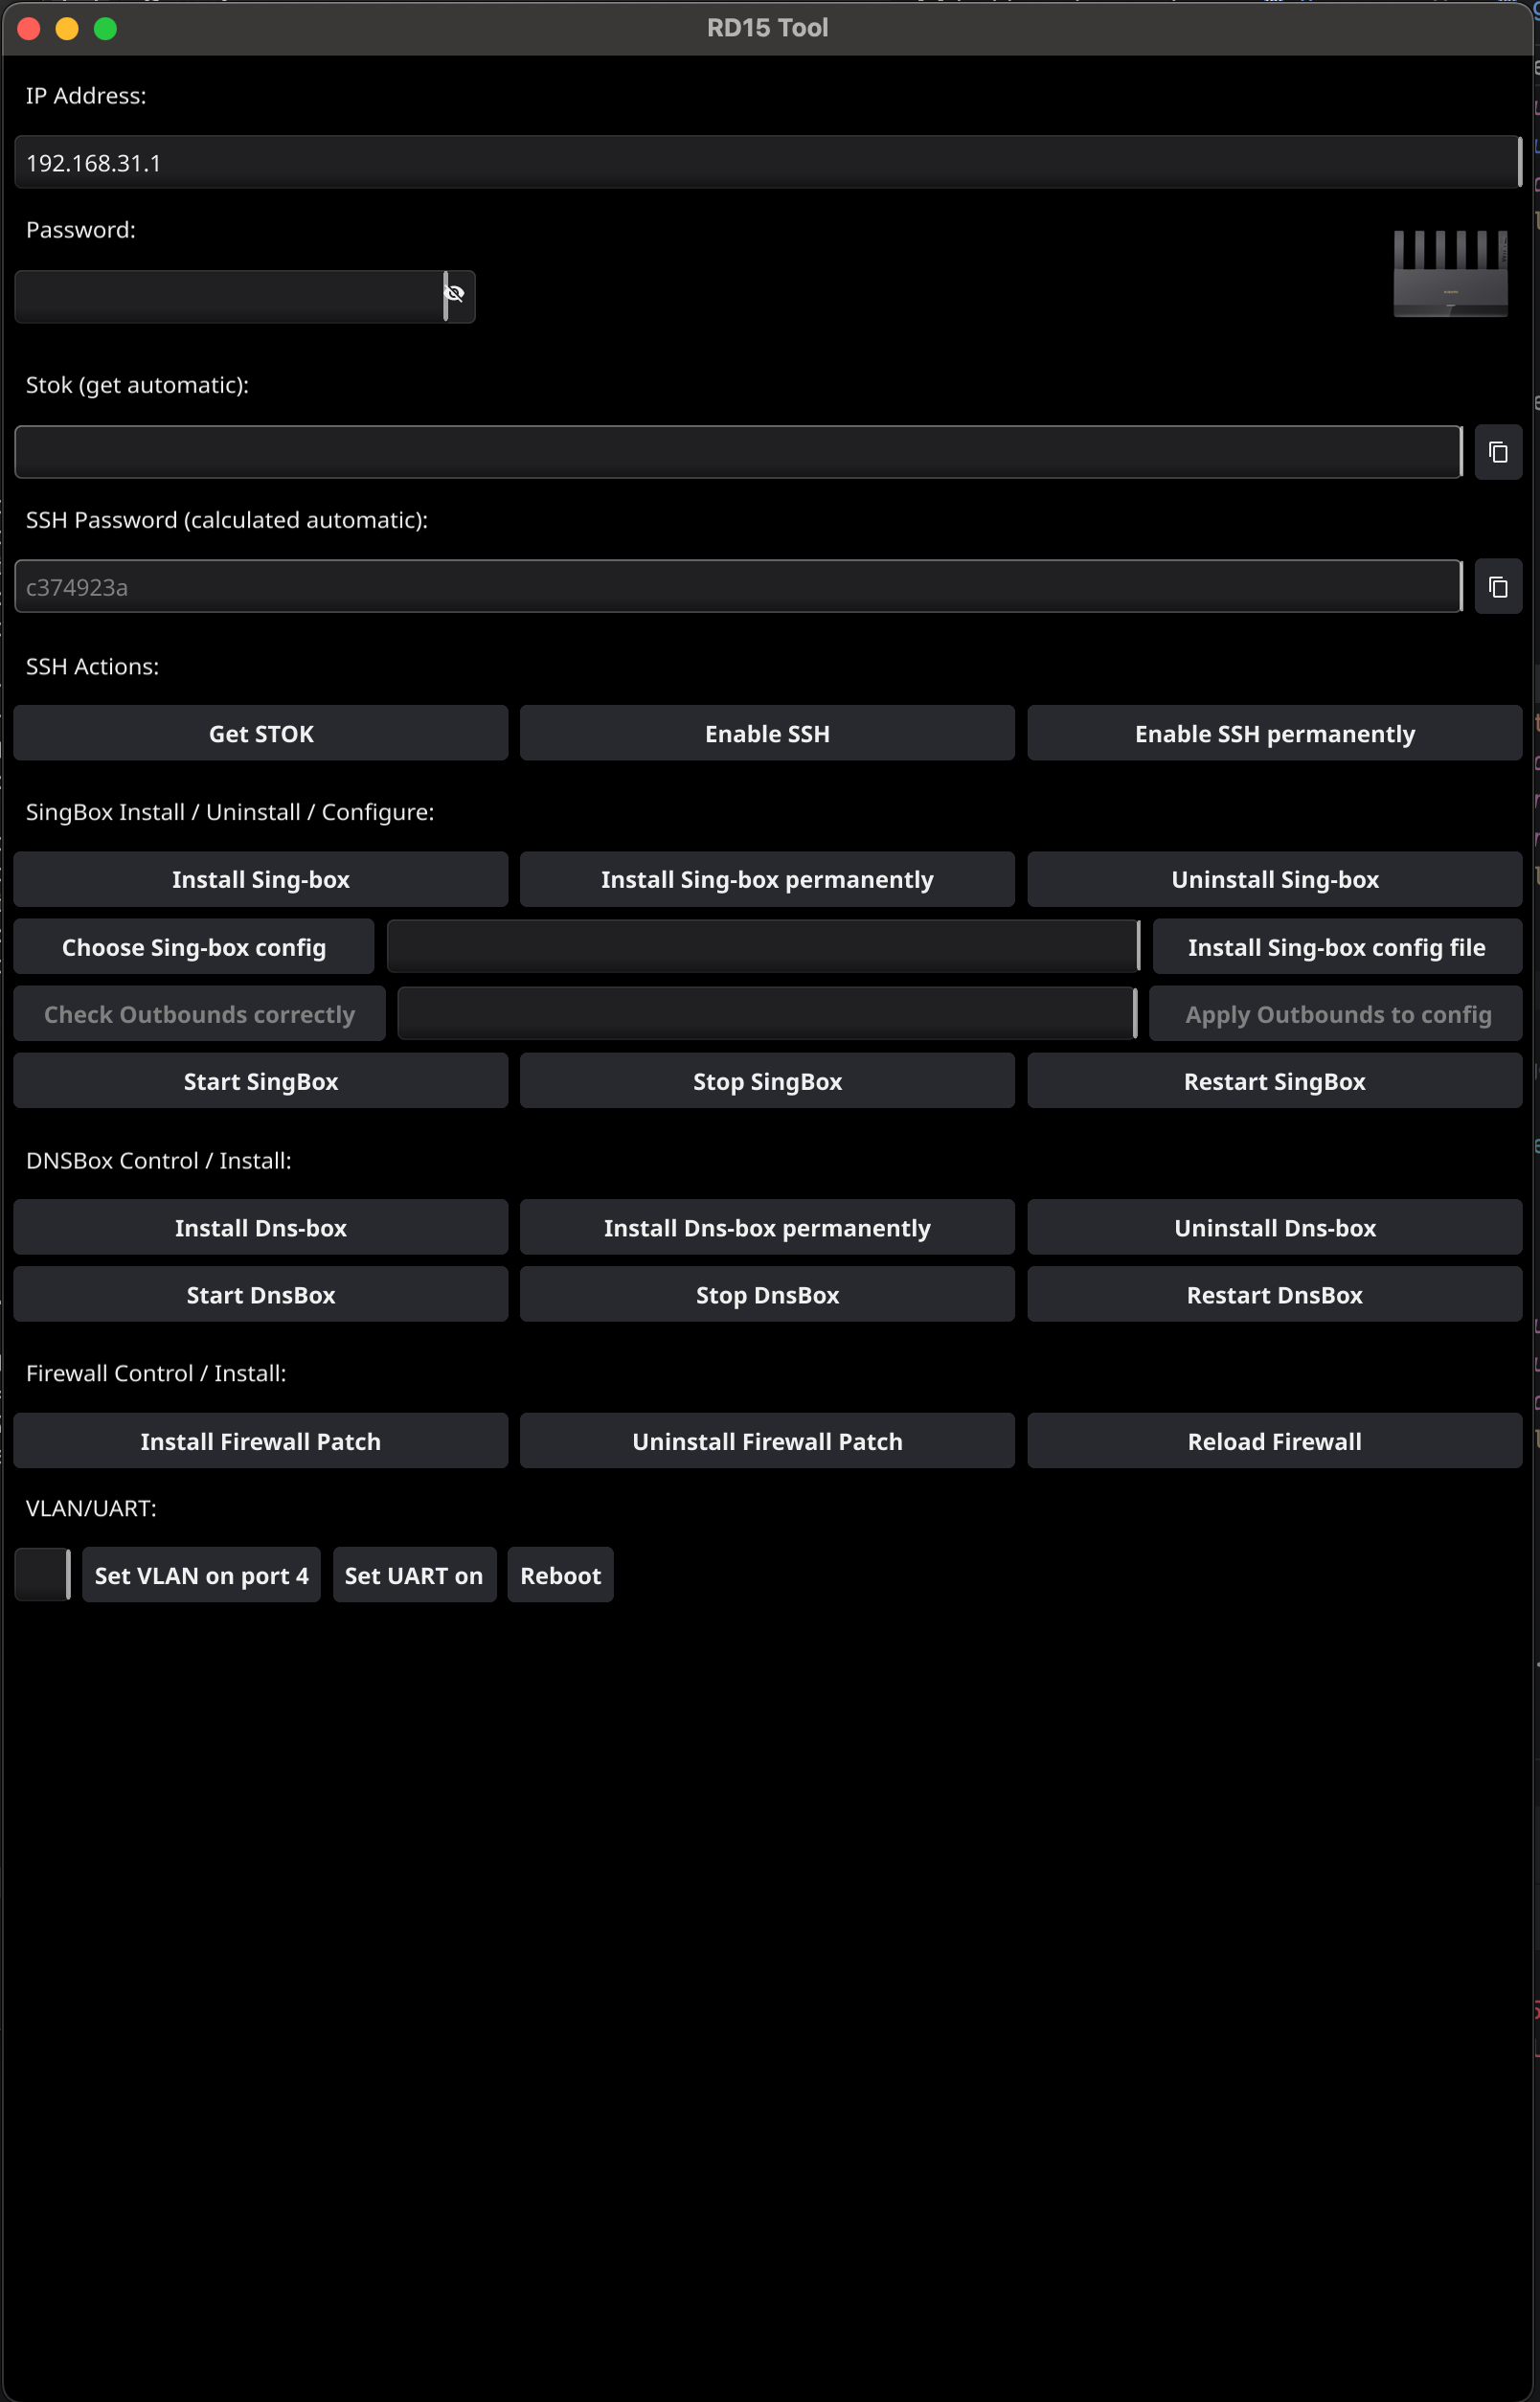 RD15 Tool
IP Address:
192.168.31.1
Password:
Stok (get automatic):
SSH Password (calculated automatic):
c374923a
SSH Actions:
Get STOK Enable SSH Enable SSH permanently
SingBox Install / Uninstall / Configure:
Install Sing-box Install Sing-box permanently Uninstall Sing-box
Choose Sing-box config Install Sing-box config file
Check Outbounds correctly Apply Outbounds to config
Start SingBox Stop SingBox Restart SingBox
DNSBox Control / Install:
Install Dns-box Install Dns-box permanently Uninstall Dns-box
Start DnsBox Stop DnsBox Restart DnsBox
Firewall Control / Install:
Install Firewall Patch Uninstall Firewall Patch Reload Firewall
VLAN/UART:
Set VLAN on port 4 Set UART on Reboot